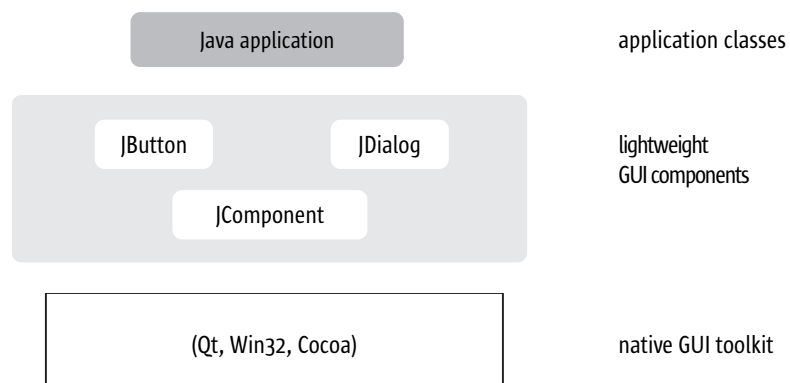 Java application
application classes
JButton
JDialog
lightweight
GUI components
JComponent
(Qt, Win32, Cocoa)
native GUI toolkit